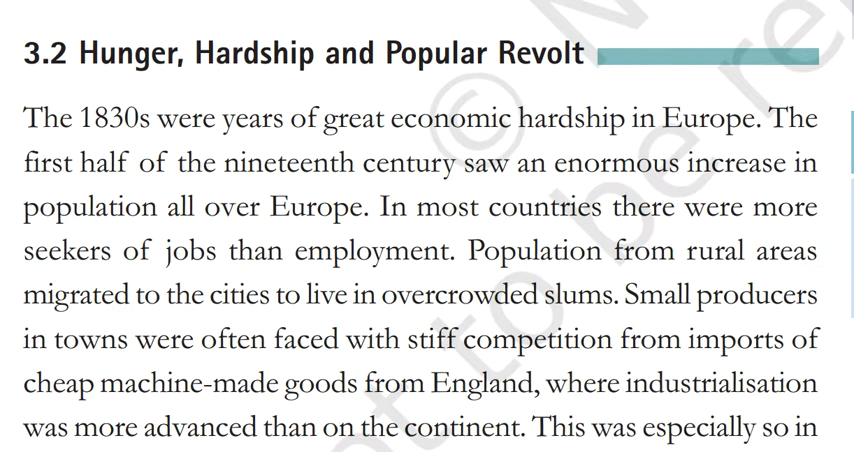 3.2 Hunger, Hardship and Popular Revolt
The 1830s were years of great economic hardship in Europe. The
first half of the nineteenth century saw an enormous increase in
population all over Europe. In most countries there were more
seekers of jobs than employment. Population from rural areas
migrated to the cities to live in overcrowded slums. Small producers
in towns were often faced with stiff competition from imports of
cheap machine-made goods from England, where industrialisation
was more advanced than on the continent. This was especially so in
© N
not to be re